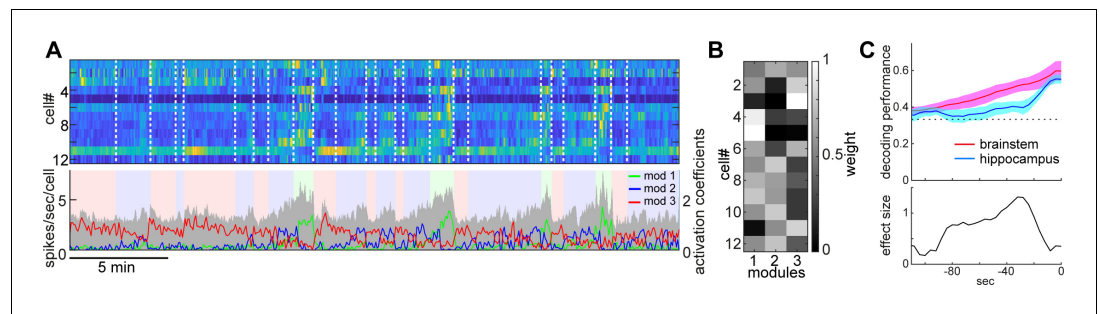 A
cell#
4
8
12
spikes/sec/cell
5
0
mod 1
mod 2
mod 3
2
0
activation coefficients
5 min
B
cell#
2
4
6
8
10
12
1 2 3
modules
1
0.5
0
weight
C
decoding performance
0.6
0.4
0.2
0
brainstem
hippocampus
effect size
1
0
-80 -40 0
sec